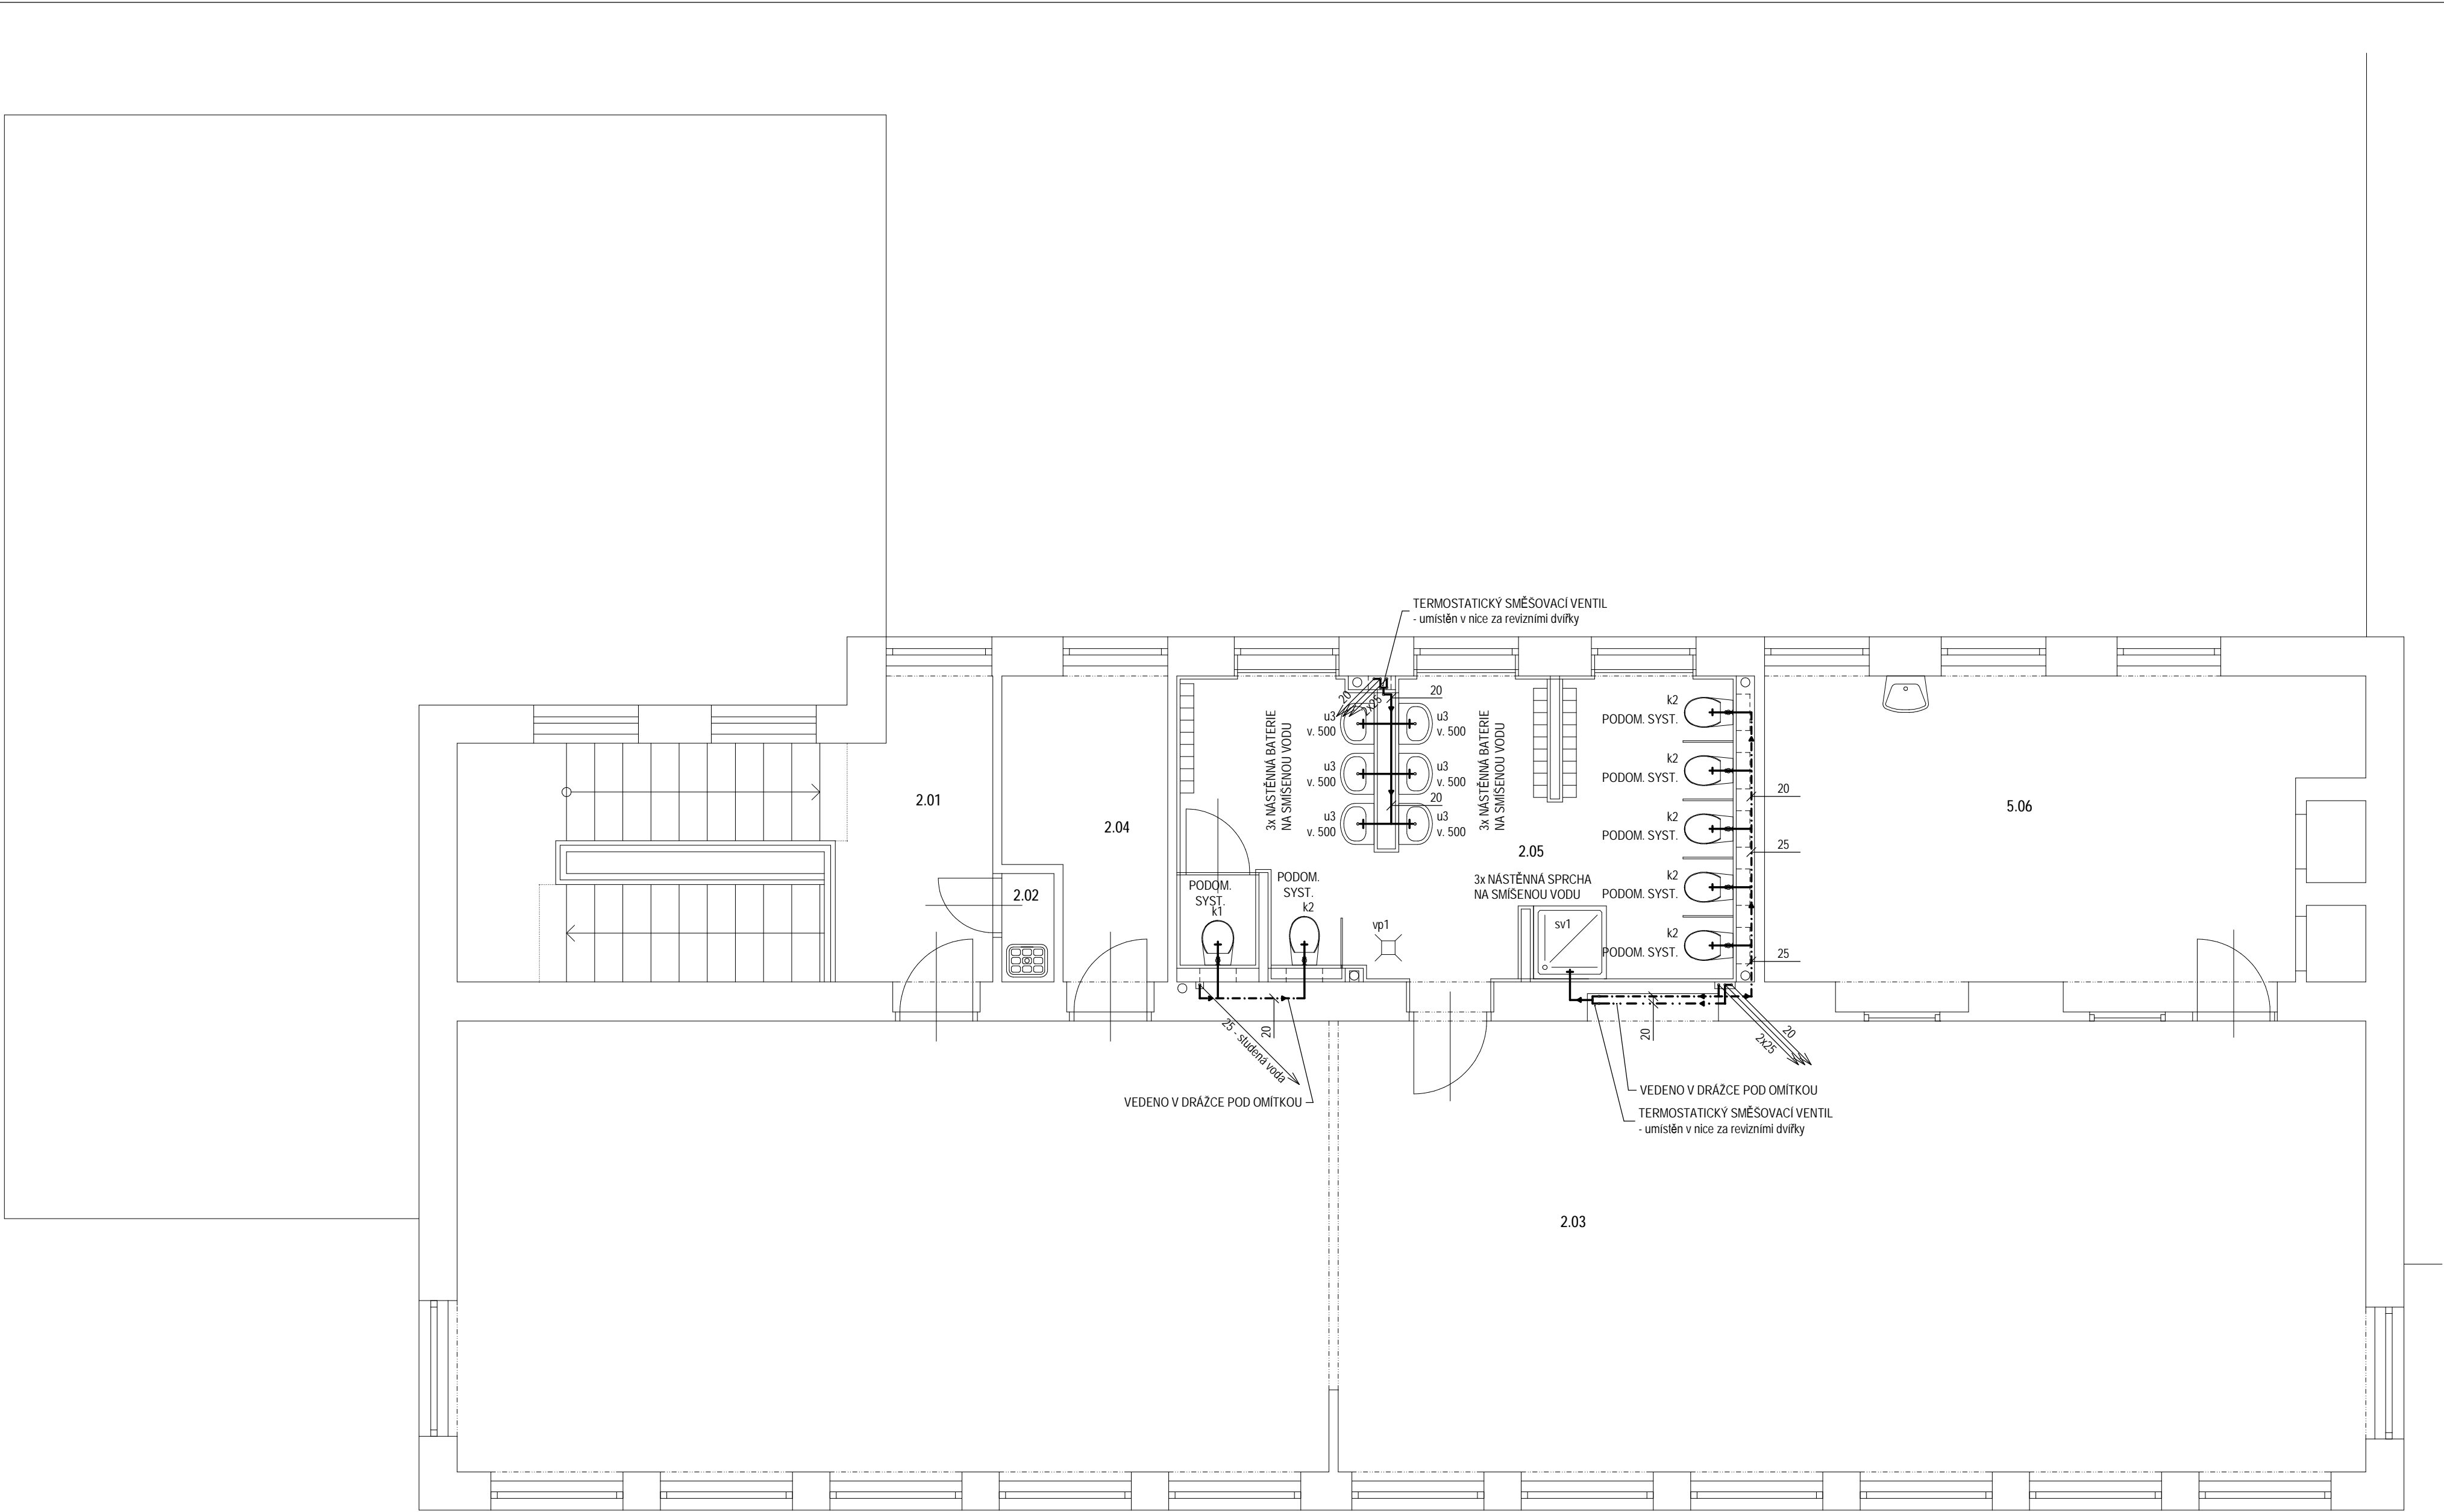 TERMOSTATICKÝ SMĚŠOVACÍ VENTIL
- umístěn v nice za revizními dvířky
20
2x25
20
u3
v. 500
u3
v. 500
u3
v. 500
u3
v. 500
20
u3
v. 500
u3
v. 500
3x NÁSTĚNNÁ BATERIE
NA SMÍSENOU VODU
3x NÁSTĚNNÁ BATERIE
NA SMÍSENOU VODU
k2
PODOM. SYST.
k2
PODOM. SYST.
k2
PODOM. SYST.
k2
PODOM. SYST.
k2
PODOM. SYST.
20
25
25
2.01
2.04
5.06
2.05
2.02
3x NÁSTĚNNÁ SPRCHA
NA SMÍŠENOU VODU
PODOM.
SYST.
k1
PODOM.
SYST.
k2
vp1
sv1
25 - studená voda
20
20
20
2x25
VEDENO V DRÁŽCE POD OMÍTKOU
VEDENO V DRÁŽCE POD OMÍTKOU
TERMOSTATICKÝ SMĚŠOVACÍ VENTIL
- umístěn v nice za revizními dvířky
2.03